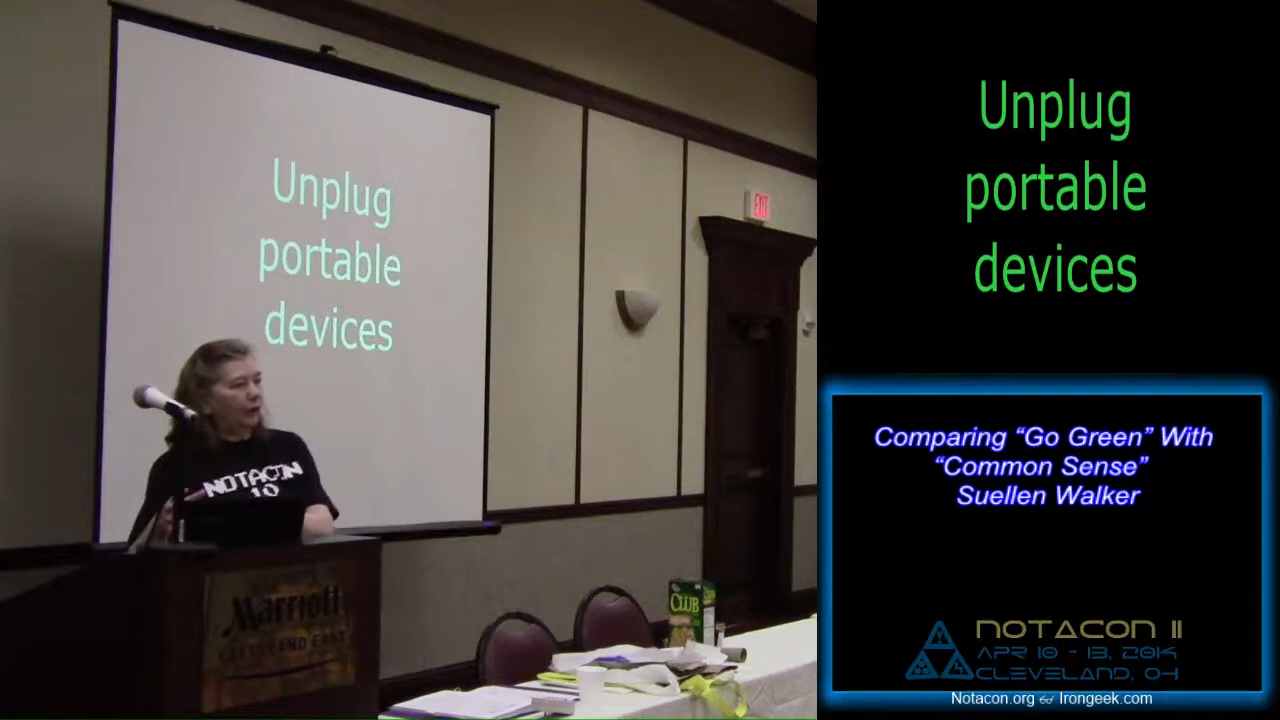 Unplug
portable
devices
EXIT
NOTACON
10
Marriott
CLEVELAND EAST
CLUB
Unplug
portable
devices
Comparing “Go Green” With
“Common Sense”
Suellen Walker
NOTACON 11
APR 10 - 13, 2014
CLEVELAND, OH
Notacon.org Irongeek.com